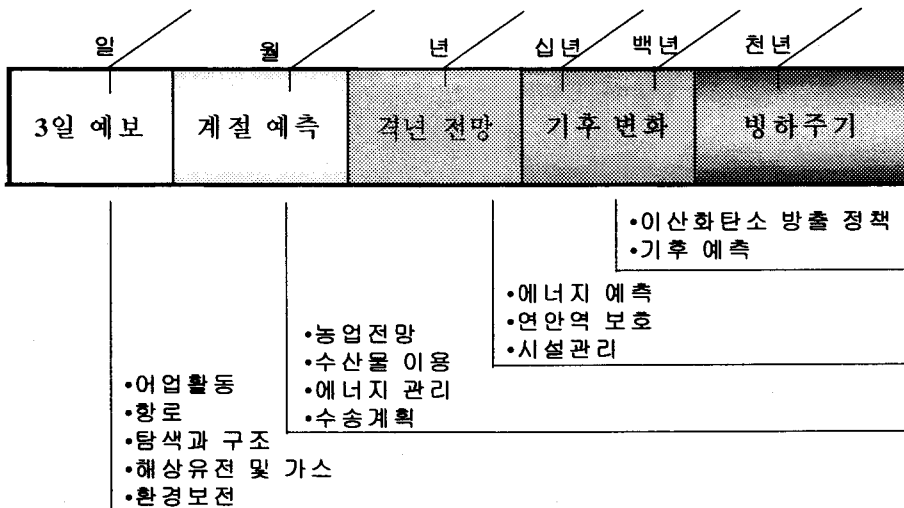 일 월 년 십년 백년 천년
3일 예보 계절 예측 격년 전망 기후 변화 빙하주기
•이산화탄소 방출 정책
•기후 예측
•에너지 예측
•연안역 보호
•시설관리
•농업전망
•수산물 이용
•에너지 관리
•수송계획
•어업활동
•항로
•탐색과 구조
•해상유전 및 가스
•환경보전